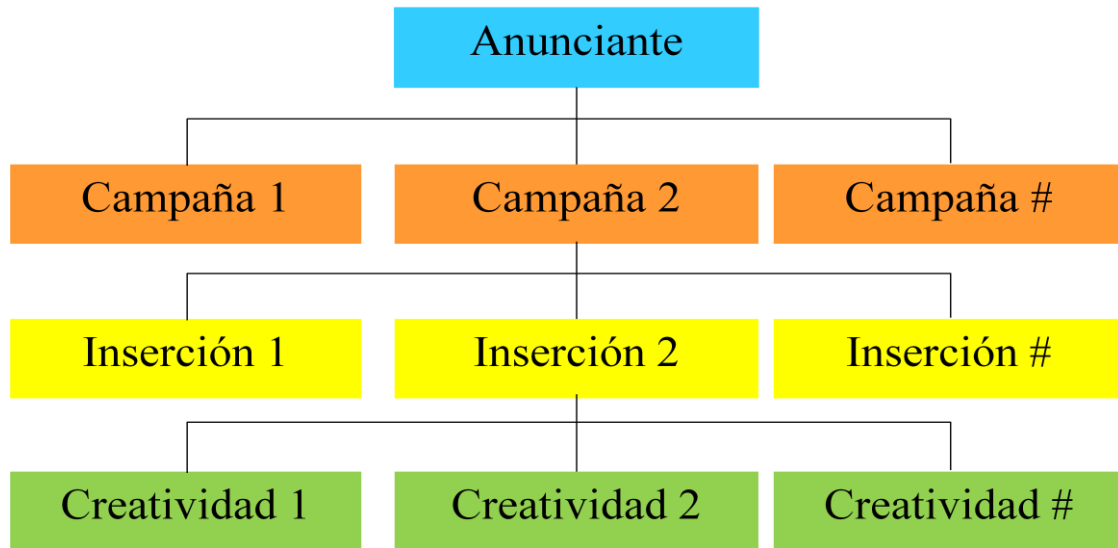 Anunciante
Campaña 1
Campaña 2
Campaña #
Inserción 1
Inserción 2
Inserción #
Creatividad 1
Creatividad 2
Creatividad #